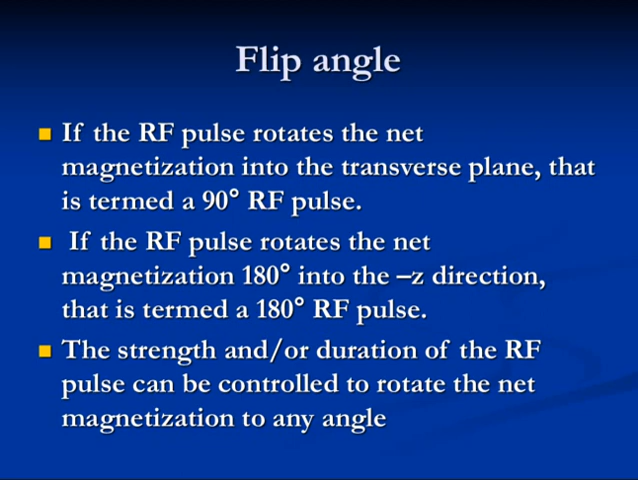 Flip angle
If the RF pulse rotates the net
magnetization into the transverse plane, that
is termed a 90° RF pulse.
If the RF pulse rotates the net
magnetization 180° into the –z direction,
that is termed a 180° RF pulse.
The strength and/or duration of the RF
pulse can be controlled to rotate the net
magnetization to any angle